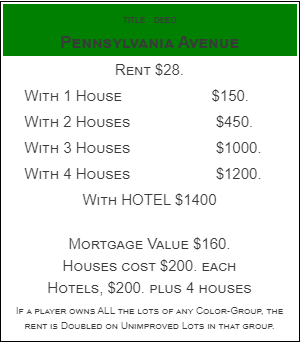 TITLE DEED
PENNSYLVANIA AVENUE
RENT $28.
WITH 1 HOUSE $150.
WITH 2 HOUSES $450.
WITH 3 HOUSES $1000.
WITH 4 HOUSES $1200.
WITH HOTEL $1400
MORTGAGE VALUE $160.
HOUSES COST $200. EACH
HOTELS, $200. PLUS 4 HOUSES
IF A PLAYER OWNS ALL THE LOTS OF ANY COLOR-GROUP, THE
RENT IS DOUBLED ON UNIMPROVED LOTS IN THAT GROUP.